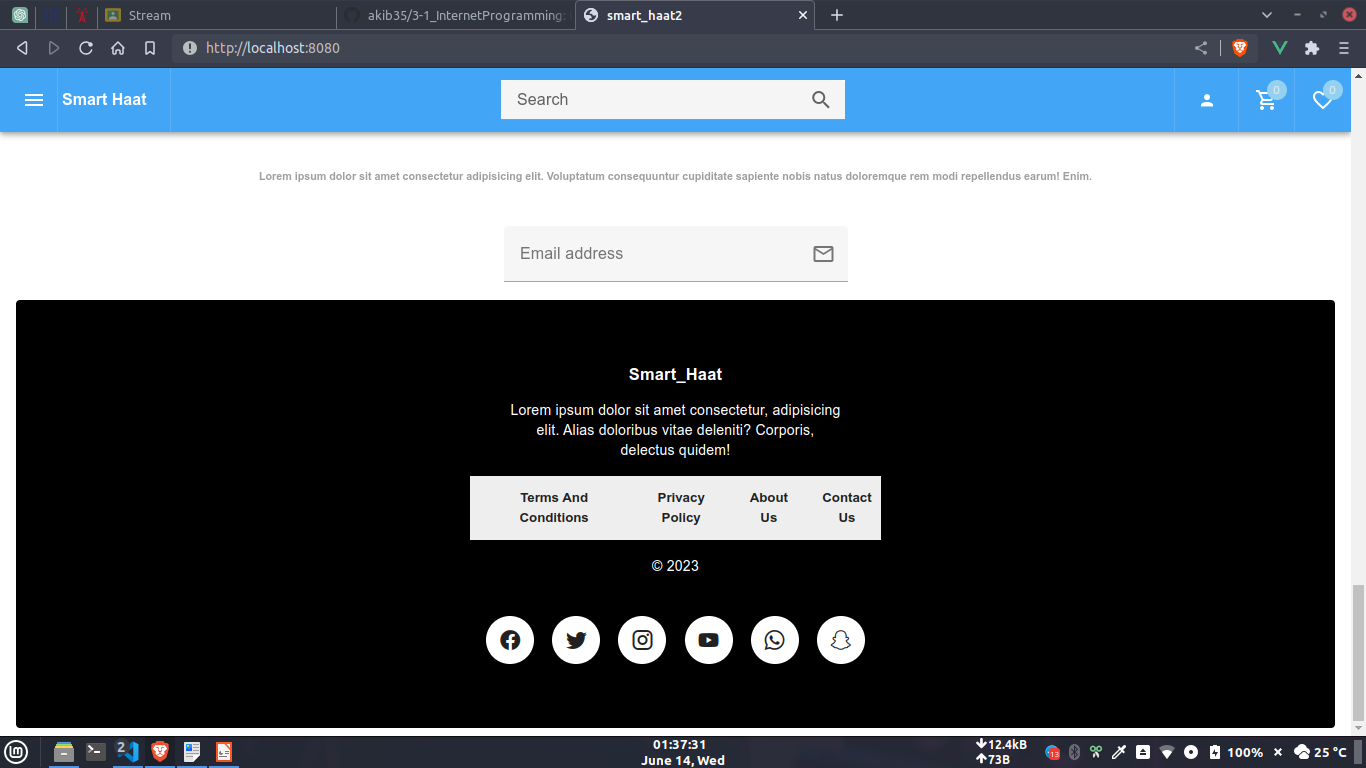 Stream
akib35/3-1_InternetProgramming:
smart_haat2
http://localhost:8080
Smart Haat
Search
0
0
Lorem ipsum dolor sit amet consectetur adipisicing elit. Voluptatum consequuntur cupiditate sapiente nobis natus doloremque rem modi repellendus earum! Enim.
Email address
Smart_Haat
Lorem ipsum dolor sit amet consectetur, adipisicing
elit. Alias doloribus vitae deleniti? Corporis,
delectus quidem!
Terms And Conditions
Privacy Policy
About Us
Contact Us
© 2023
2
01:37:31
June 14, Wed
12.4kB
73B
13
100%
25 °C